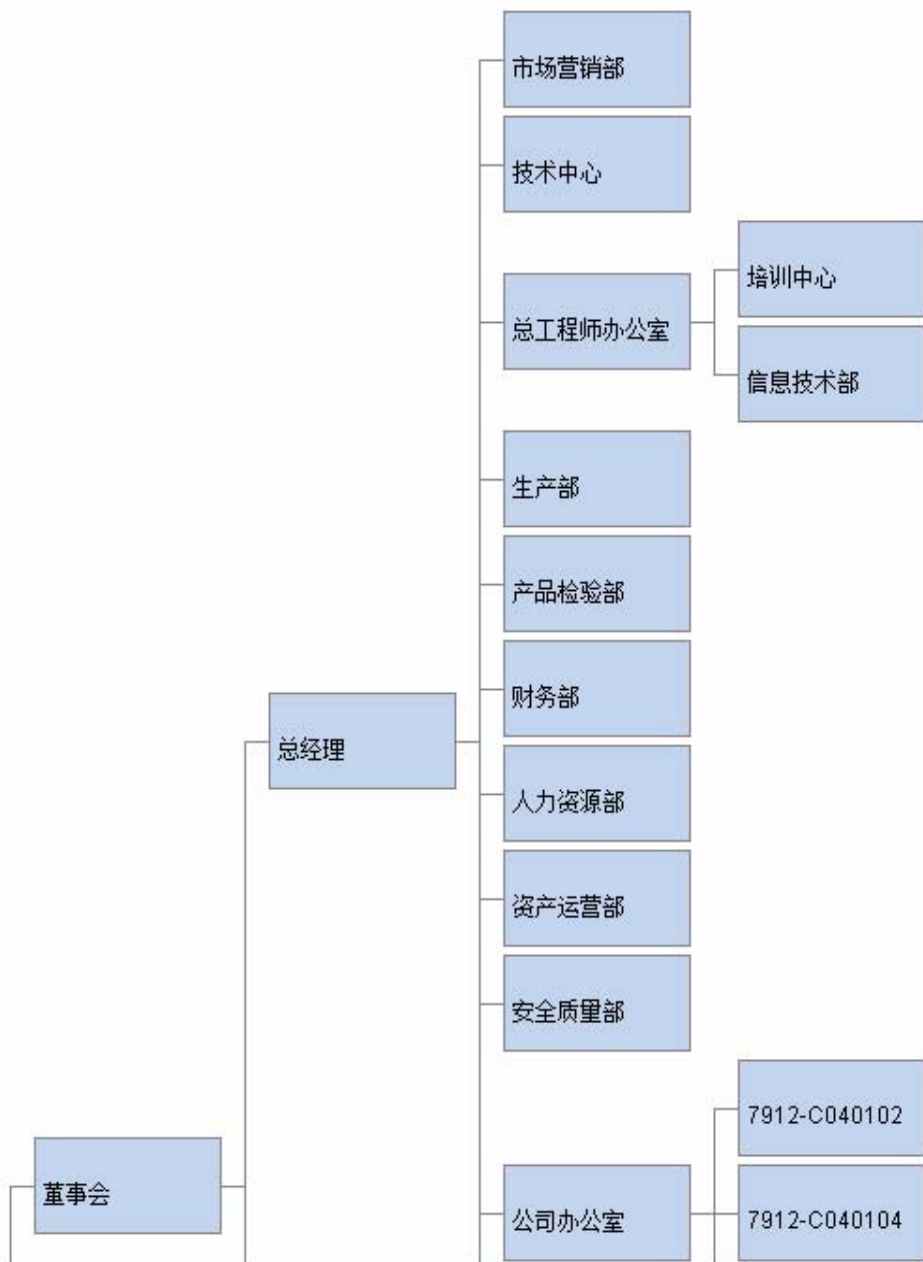 市场营销部
技术中心
培训中心
总工程师办公室
信息技术部
生产部
产品检验部
财务部
总经理
人力资源部
资产运营部
安全质量部
7912-C040102
董事会
公司办公室
7912-C040104